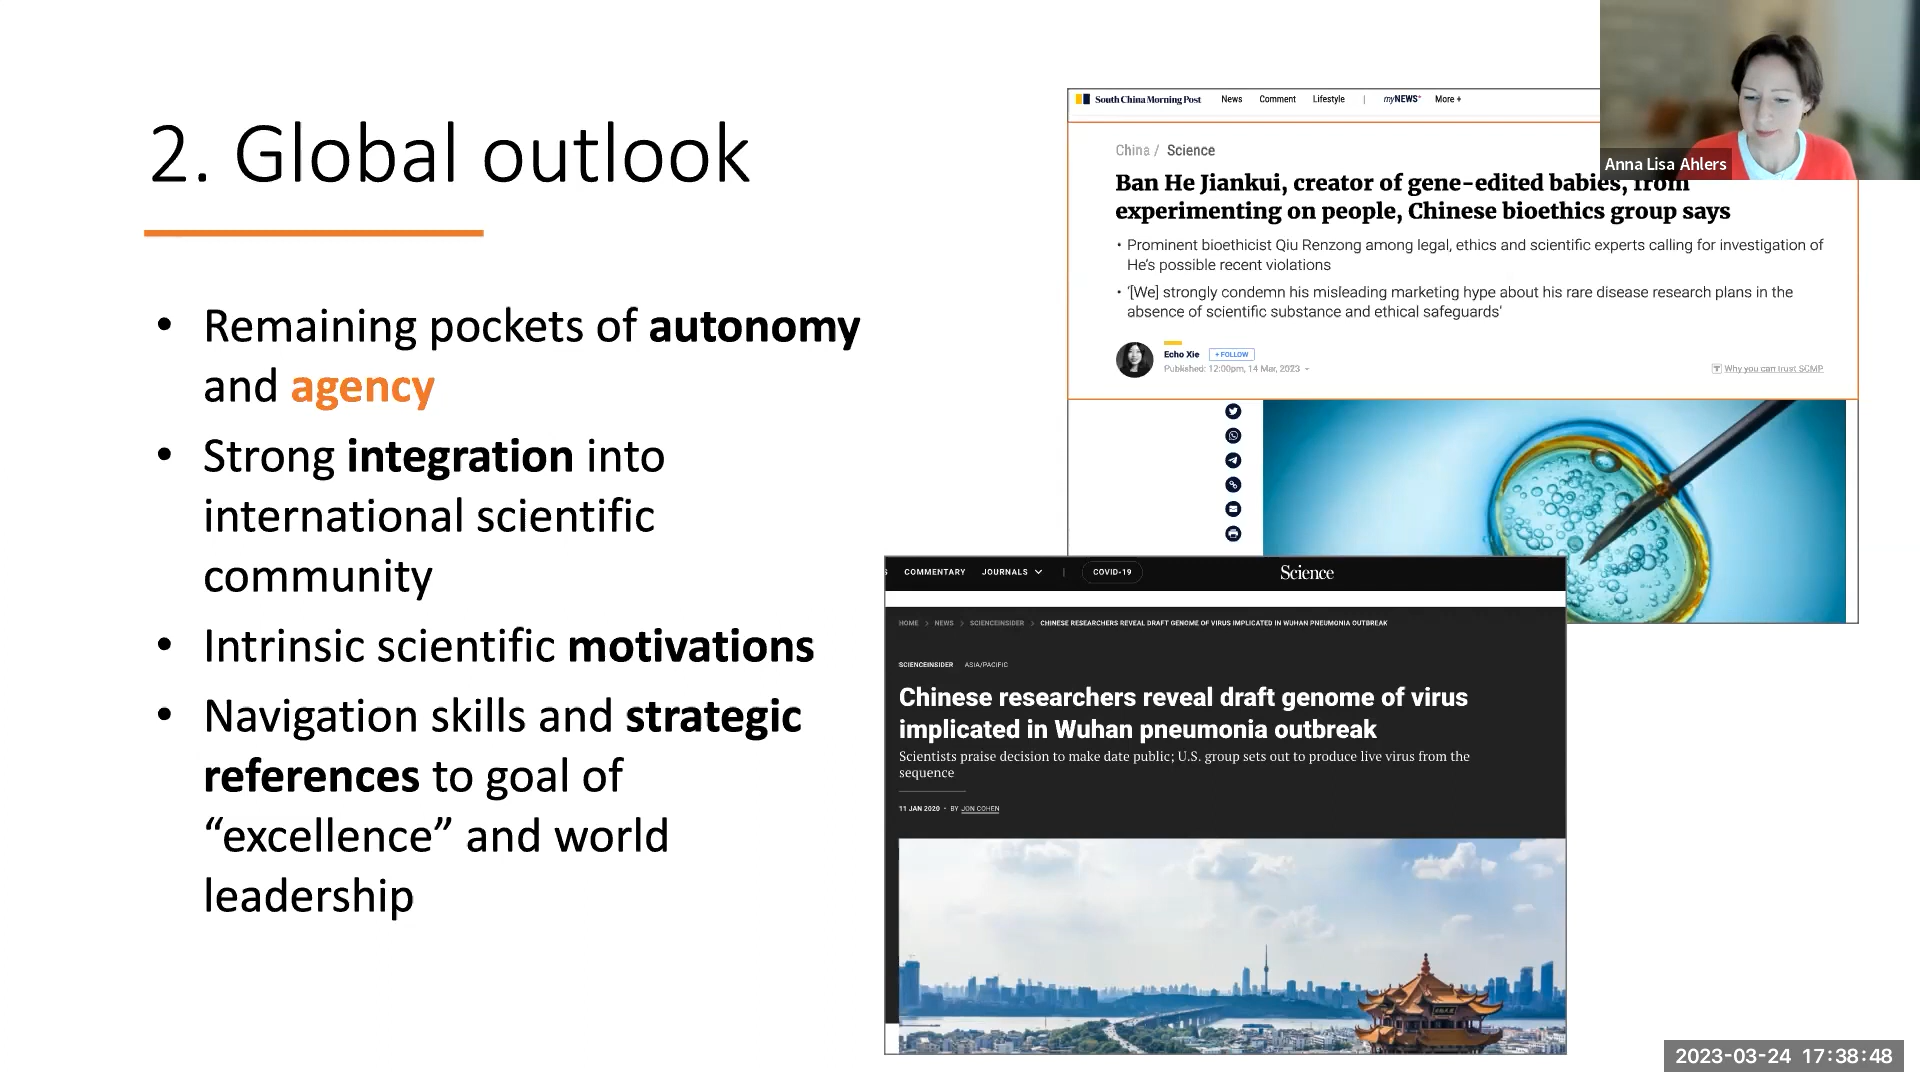 2. Global outlook
• Remaining pockets of autonomy
and agency
• Strong integration into
international scientific
community
• Intrinsic scientific motivations
• Navigation skills and strategic
references to goal of
“excellence” and world
leadership
South China Morning Post News Comment Lifestyle | myNEWS+ More +
China / Science
Ban He Jiankui, creator of gene-edited babies, from
experimenting on people, Chinese bioethics group says
• Prominent bioethicist Qiu Renzong among legal, ethics and scientific experts calling for investigation of
He’s possible recent violations
• ‘[We] strongly condemn his misleading marketing hype about his rare disease research plans in the
absence of scientific substance and ethical safeguards’
Echo Xie + FOLLOW
Published: 12:00pm, 14 Mar, 2023
Why you can trust SCMP
COMMENTARY JOURNALS | COVID-19 Science
HOME > NEWS > SCIENCEINSIDER > CHINESE RESEARCHERS REVEAL DRAFT GENOME OF VIRUS IMPLICATED IN WUHAN PNEUMONIA OUTBREAK
SCIENCEINSIDER ASIA/PACIFIC
Chinese researchers reveal draft genome of virus
implicated in Wuhan pneumonia outbreak
Scientists praise decision to make date public; U.S. group sets out to produce live virus from the
sequence
11 JAN 2020 • BY JON COHEN
Anna Lisa Ahlers
2023-03-24 17:38:48